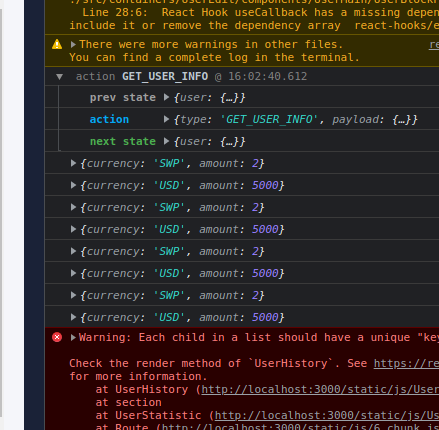 Line 28:6:  React Hook useCallback has a missing depen
include it or remove the dependency array  react-hooks/e
There were more warnings in other files.
You can find a complete log in the terminal.
action GET_USER_INFO @ 16:02:40.612
prev state {user: {…}}
action {type: 'GET_USER_INFO', payload: {…}}
next state {user: {…}}
{currency: 'SWP', amount: 2}
{currency: 'USD', amount: 5000}
{currency: 'SWP', amount: 2}
{currency: 'USD', amount: 5000}
{currency: 'SWP', amount: 2}
{currency: 'USD', amount: 5000}
{currency: 'SWP', amount: 2}
{currency: 'USD', amount: 5000}
Warning: Each child in a list should have a unique "key
Check the render method of `UserHistory`. See https://re
for more information.
at UserHistory (http://localhost:3000/static/js/User
at section
at UserStatistic (http://localhost:3000/static/js/Us
at Route (http://localhost:3000/static/js/6.chunk.js